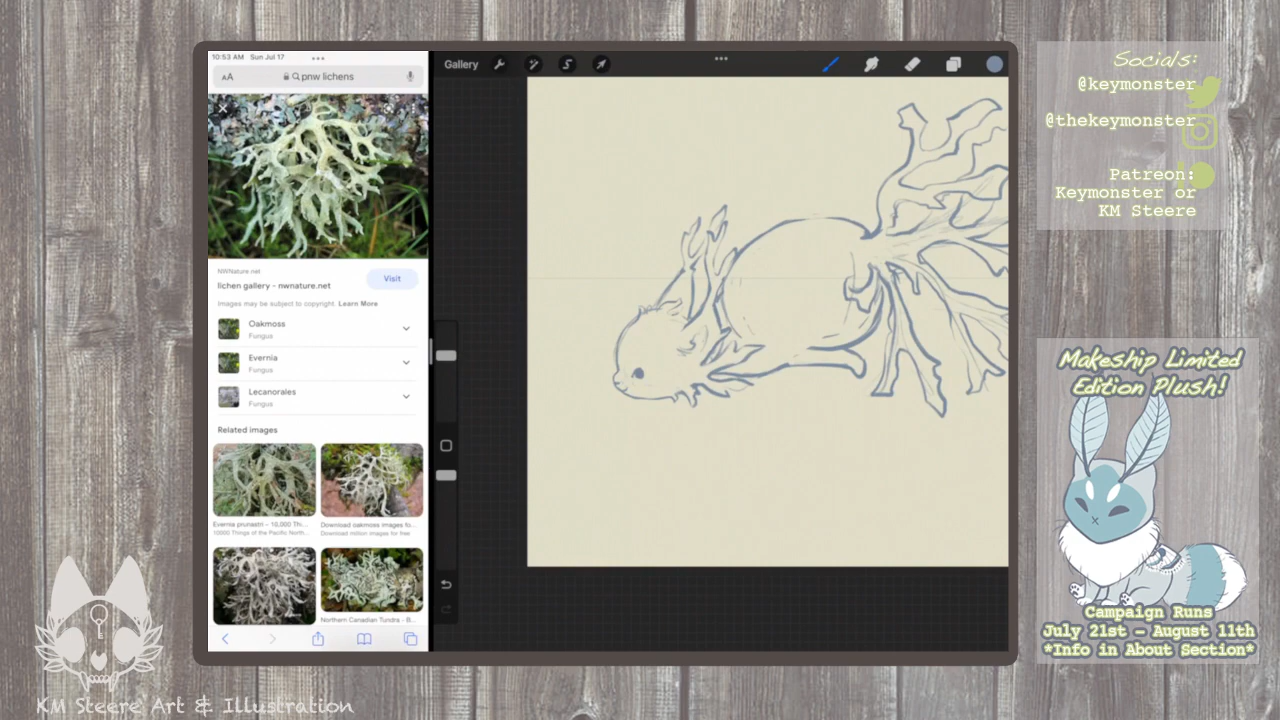 10:53 AM Sun Jul 17
AA
pnw lichens
NWNature.net
lichen gallery - nwnature.net
Visit
Images may be subject to copyright. Learn More
Oakmoss
Fungus
Evernia
Fungus
Lecanorales
Fungus
Related images
Evernia prunastri - 10,000 Thi...
10000 Things of the Pacific North...
Download oakmoss images fo...
Download million images for free
Northern Canadian Tundra - B...
Gallery
Socials:
@keymonster
@thekeymonster
Patreon:
Keymonster or
KM Steere
Makeship Limited
Edition Plush!
Campaign Runs
July 21st - August 11th
*Info in About Section*
KM Steere Art & Illustration